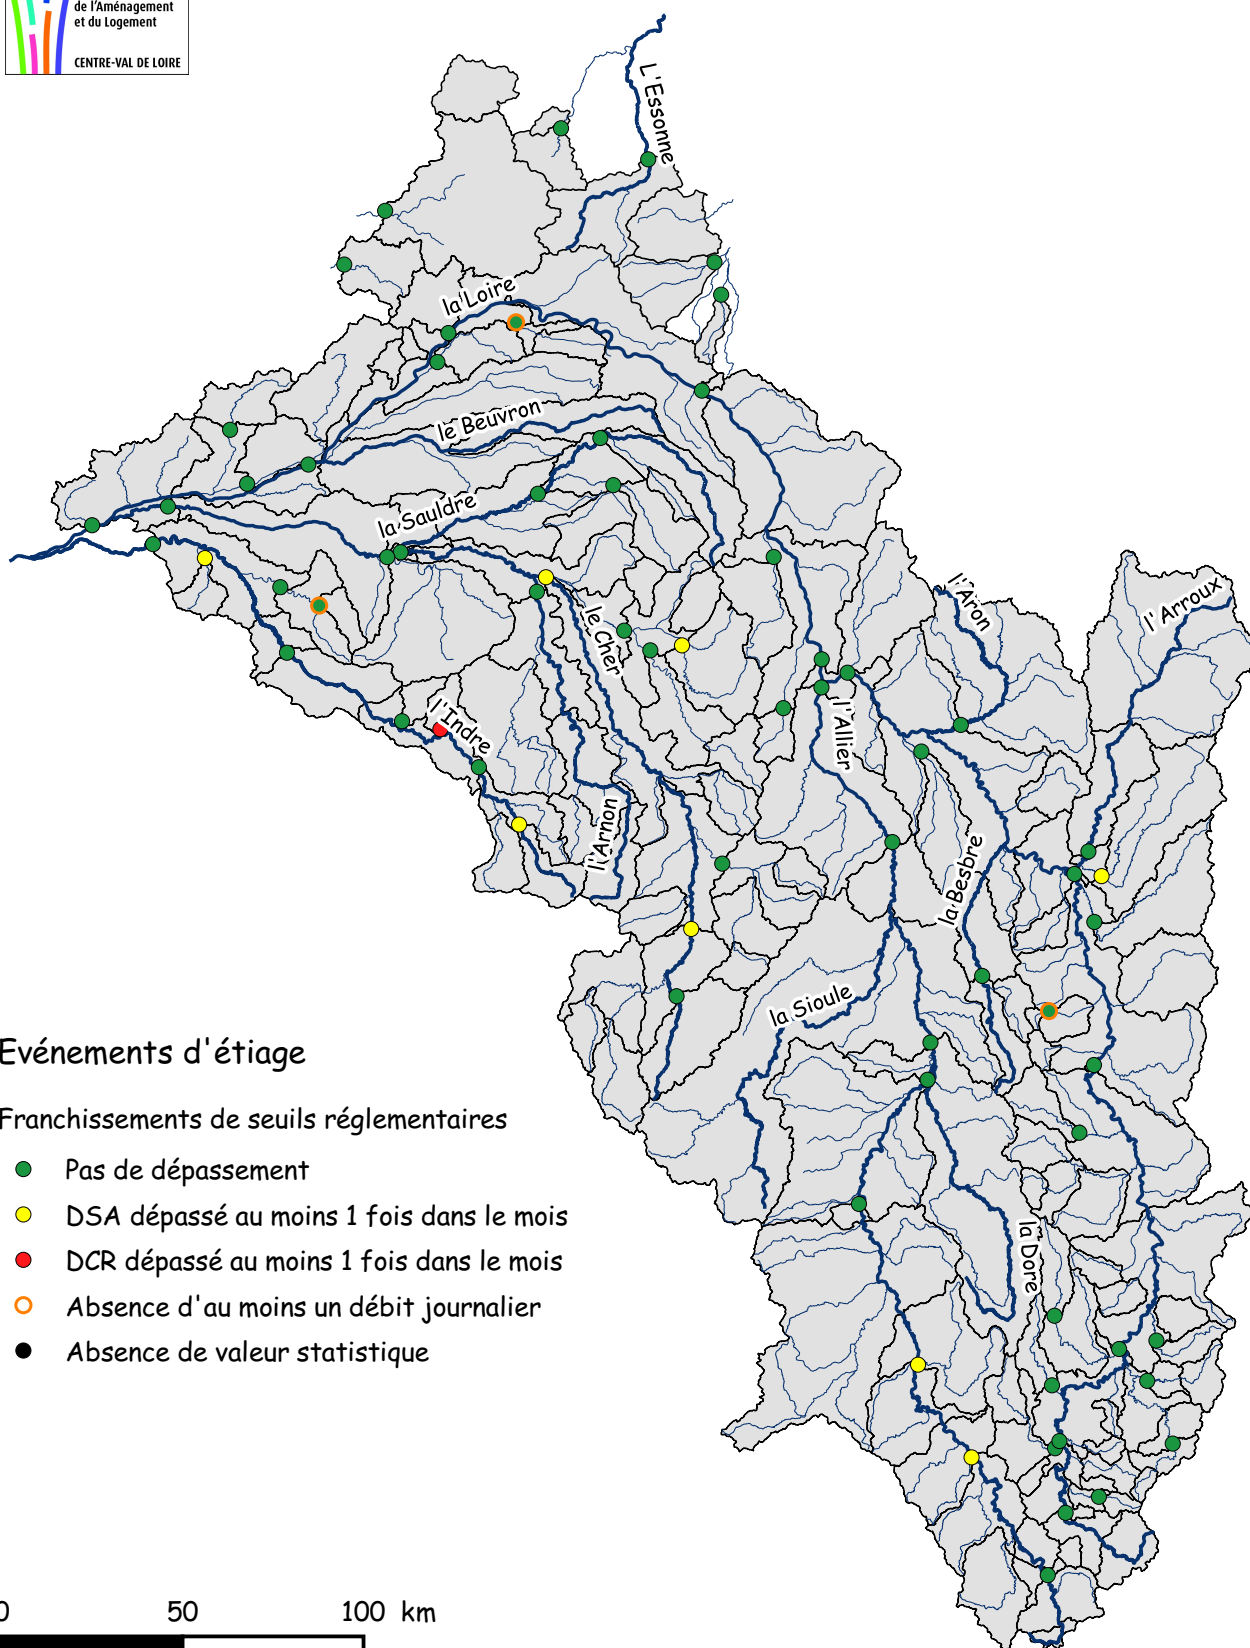 de l'Aménagement
et du Logement
CENTRE-VAL DE LOIRE
L'Essonne
la Loire
le Beuvron
la Sauldre
l'Aron
l'Arroux
le Cher
l'Indre
l'Allier
l'Arnon
la Besbre
la Sioule
la Dore
Evénements d'étiage
Franchissements de seuils réglementaires
Pas de dépassement
DSA dépassé au moins 1 fois dans le mois
DCR dépassé au moins 1 fois dans le mois
Absence d'au moins un débit journalier
Absence de valeur statistique
0 50 100 km